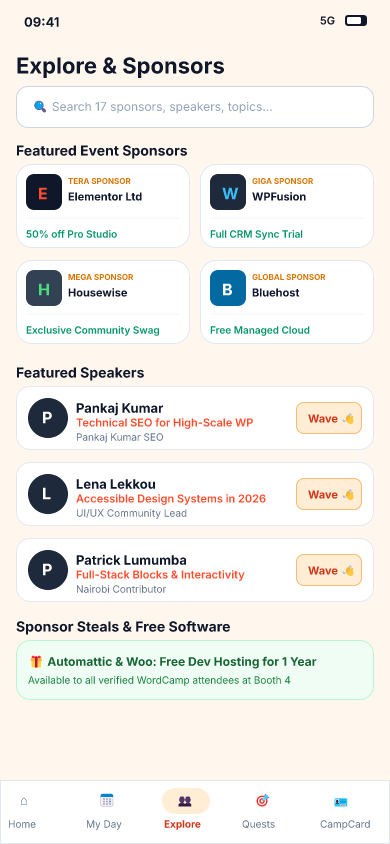 09:41
5G
Explore & Sponsors
Search 17 sponsors, speakers, topics...
Featured Event Sponsors
E
TERA SPONSOR
Elementor Ltd
50% off Pro Studio
W
GIGA SPONSOR
WPFusion
Full CRM Sync Trial
H
MEGA SPONSOR
Housewise
Exclusive Community Swag
B
GLOBAL SPONSOR
Bluehost
Free Managed Cloud
Featured Speakers
P
Pankaj Kumar
Technical SEO for High-Scale WP
Pankaj Kumar SEO
Wave 👋
L
Lena Lekkou
Accessible Design Systems in 2026
UI/UX Community Lead
Wave 👋
P
Patrick Lumumba
Full-Stack Blocks & Interactivity
Nairobi Contributor
Wave 👋
Sponsor Steals & Free Software
🎁 Automattic & Woo: Free Dev Hosting for 1 Year
Available to all verified WordCamp attendees at Booth 4
Home
My Day
Explore
Quests
CampCard